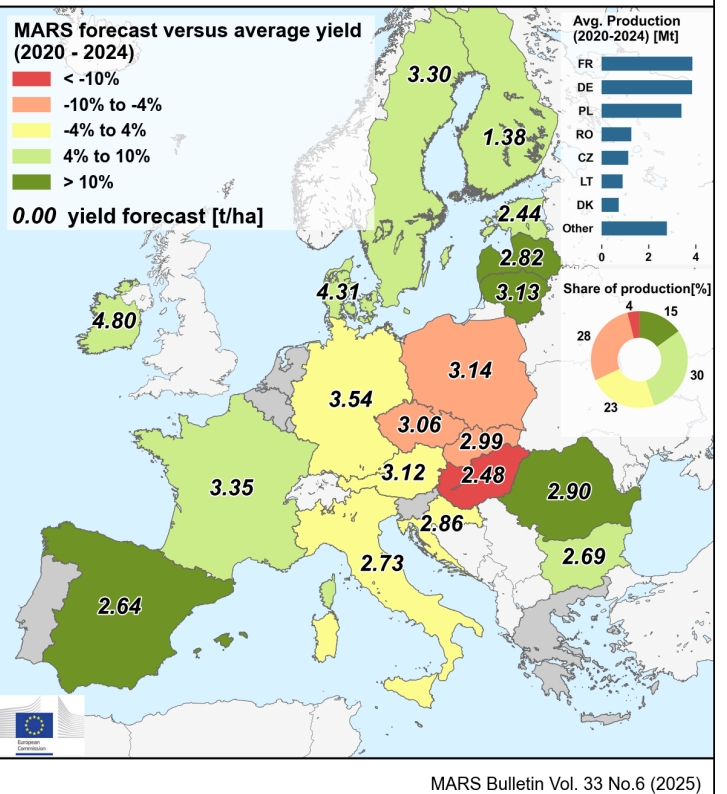 MARS forecast versus average yield
(2020 - 2024)
< -10%
-10% to -4%
-4% to 4%
4% to 10%
> 10%
0.00 yield forecast [t/ha]
Avg. Production
(2020-2024) [Mt]
FR
DE
PL
RO
CZ
LT
DK
Other
0 2 4
Share of production[%]
4 15
28
30
23
3.30
1.38
2.44
2.82
3.13
4.31
4.80
3.14
3.54
3.06
2.99
3.12
2.48
3.35
2.90
2.86
2.69
2.73
2.64
European
Commission
MARS Bulletin Vol. 33 No.6 (2025)